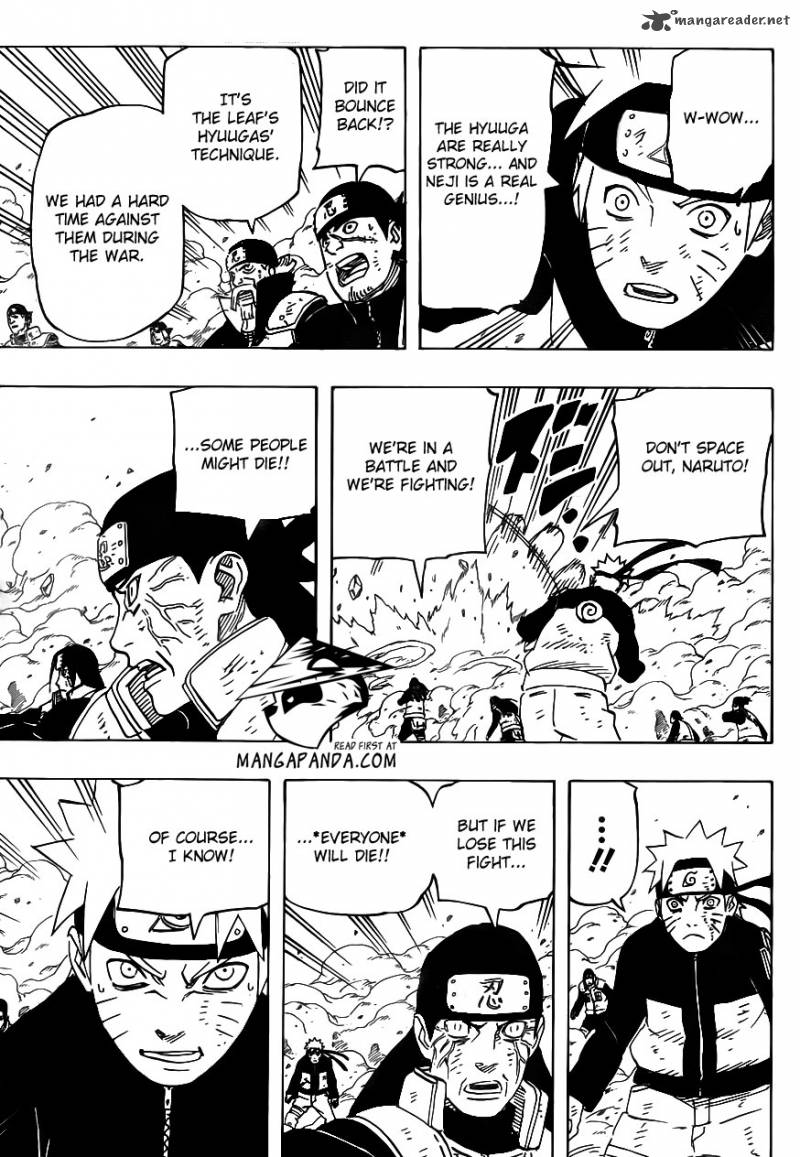 mangareader.net
W-WOW...
THE HYUUGA
ARE REALLY
STRONG... AND
NEJI IS A REAL
GENIUS...!
DID IT
BOUNCE
BACK!?
IT'S
THE LEAF'S
HYUUGAS'
TECHNIQUE.
WE HAD A HARD
TIME AGAINST
THEM DURING
THE WAR.
忍
DON'T SPACE
OUT, NARUTO!
WE'RE IN A
BATTLE AND
WE'RE FIGHTING!
...SOME PEOPLE
MIGHT DIE!!
READ FIRST AT
MANGAPANDA.COM
...!!
BUT IF WE
LOSE THIS
FIGHT...
...*EVERYONE*
WILL DIE!!
忍
OF COURSE...
I KNOW!